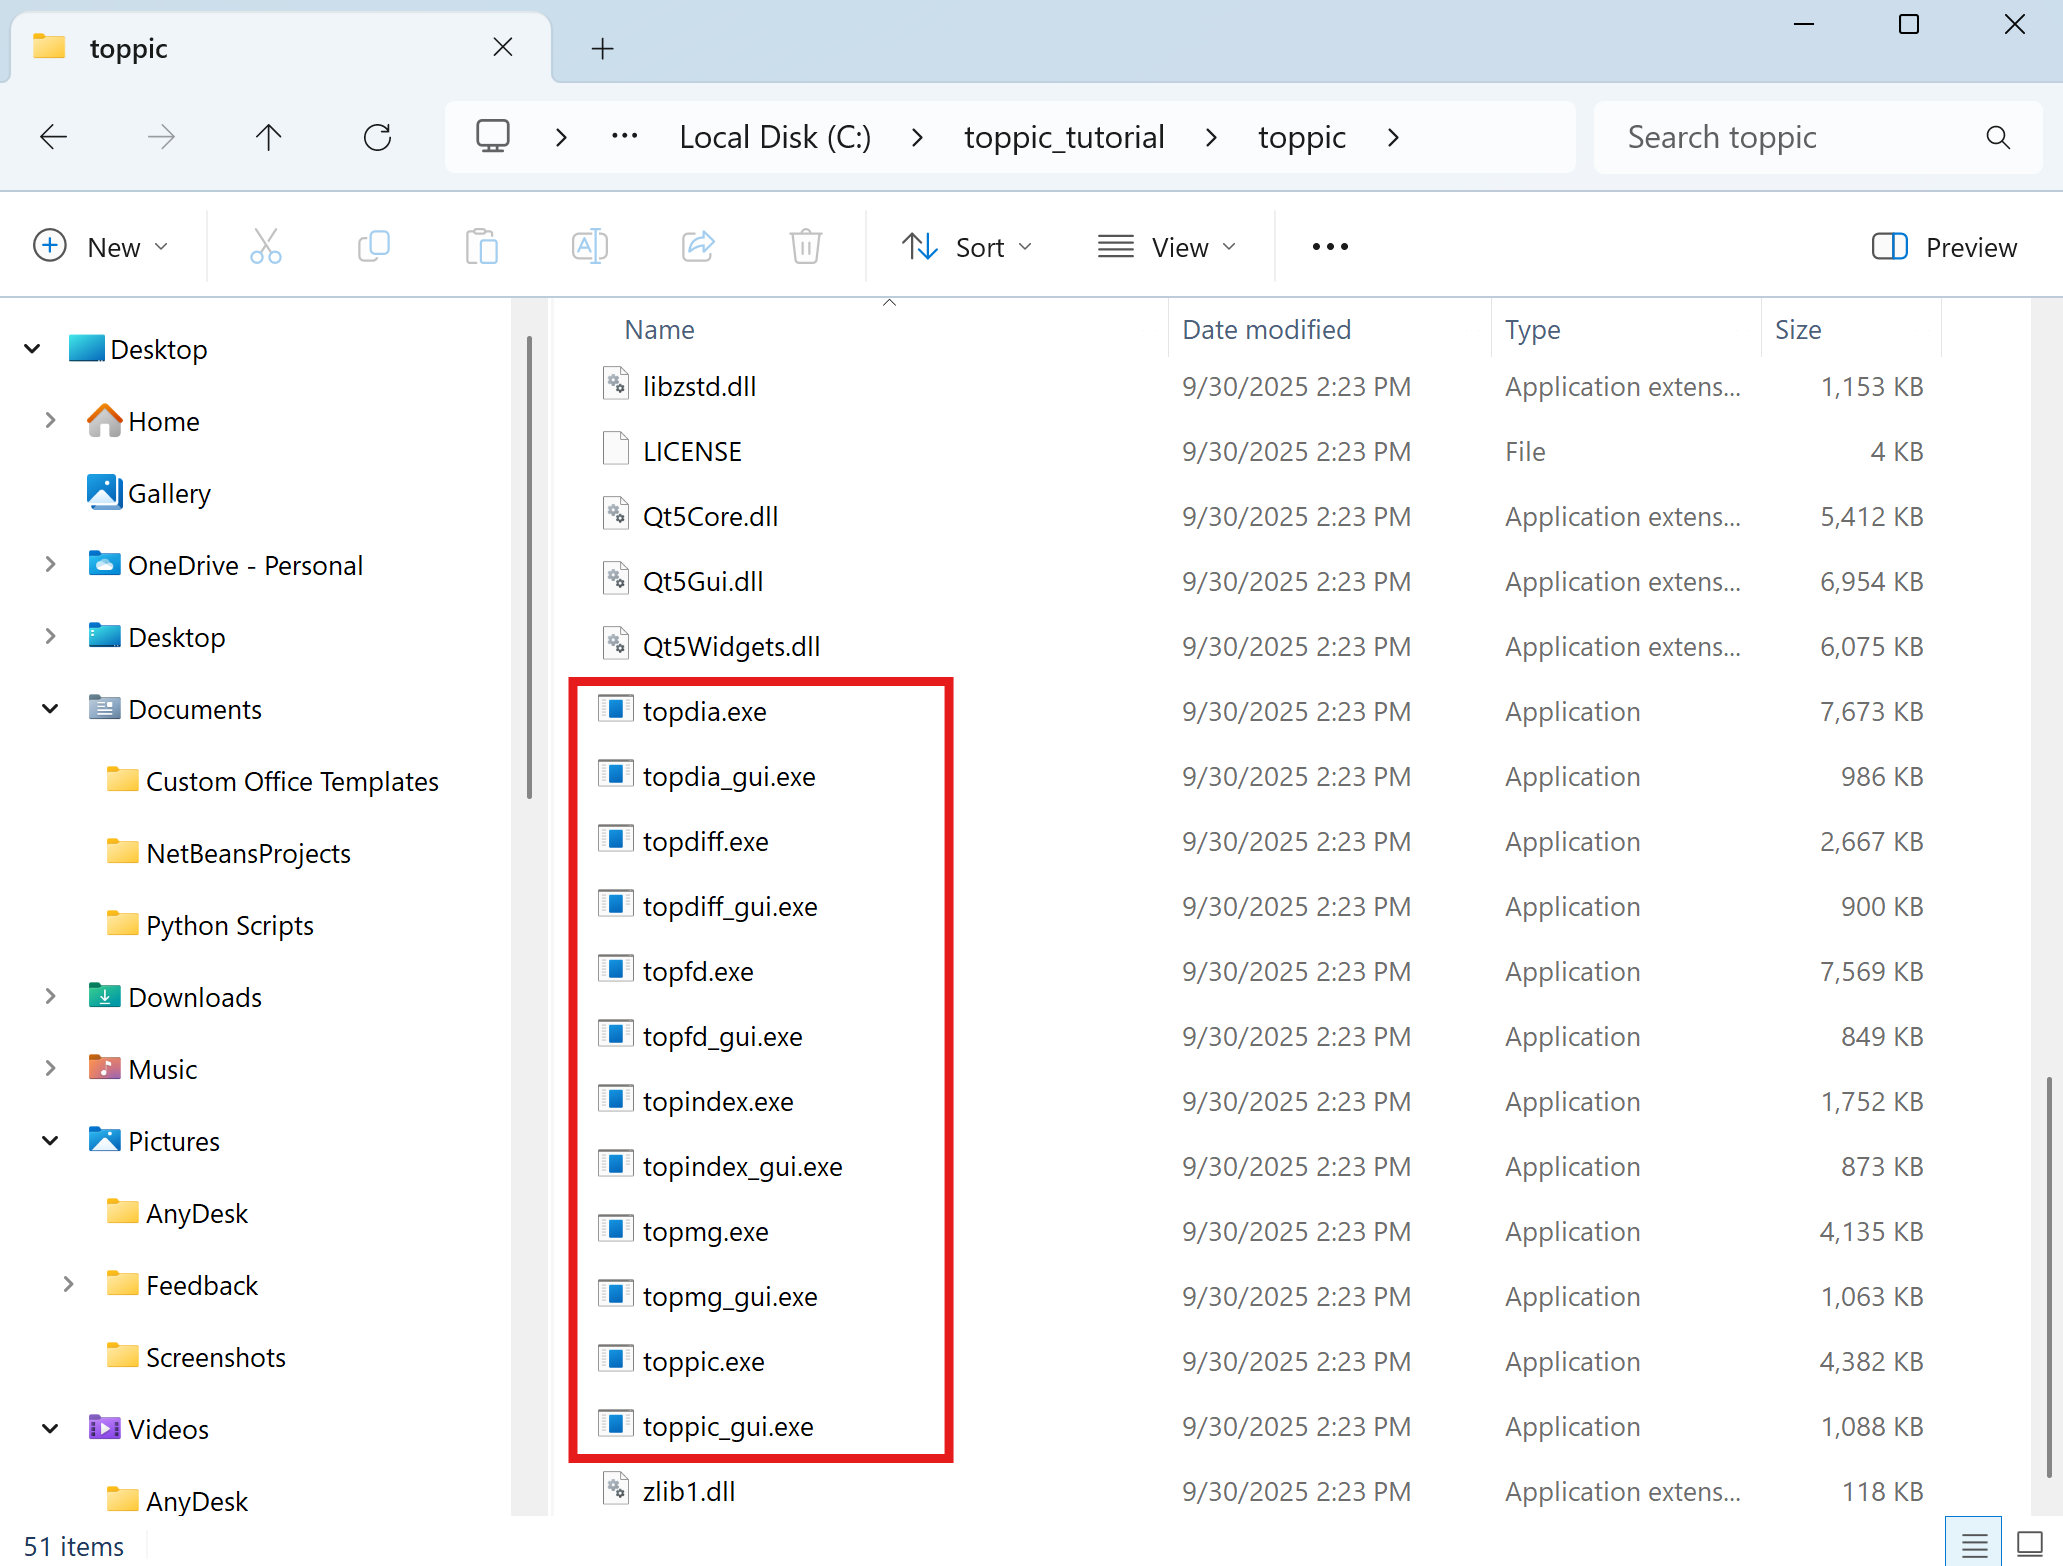 toppic
Local Disk (C:) toppic_tutorial toppic
Search toppic
New Sort View Preview
Name Date modified Type Size
Desktop
Home
Gallery
OneDrive - Personal
Desktop
Documents
Custom Office Templates
NetBeansProjects
Python Scripts
Downloads
Music
Pictures
AnyDesk
Feedback
Screenshots
Videos
AnyDesk
libzstd.dll 9/30/2025 2:23 PM Application extens... 1,153 KB
LICENSE 9/30/2025 2:23 PM File 4 KB
Qt5Core.dll 9/30/2025 2:23 PM Application extens... 5,412 KB
Qt5Gui.dll 9/30/2025 2:23 PM Application extens... 6,954 KB
Qt5Widgets.dll 9/30/2025 2:23 PM Application extens... 6,075 KB
topdia.exe 9/30/2025 2:23 PM Application 7,673 KB
topdia_gui.exe 9/30/2025 2:23 PM Application 986 KB
topdiff.exe 9/30/2025 2:23 PM Application 2,667 KB
topdiff_gui.exe 9/30/2025 2:23 PM Application 900 KB
topfd.exe 9/30/2025 2:23 PM Application 7,569 KB
topfd_gui.exe 9/30/2025 2:23 PM Application 849 KB
topindex.exe 9/30/2025 2:23 PM Application 1,752 KB
topindex_gui.exe 9/30/2025 2:23 PM Application 873 KB
topmg.exe 9/30/2025 2:23 PM Application 4,135 KB
topmg_gui.exe 9/30/2025 2:23 PM Application 1,063 KB
toppic.exe 9/30/2025 2:23 PM Application 4,382 KB
toppic_gui.exe 9/30/2025 2:23 PM Application 1,088 KB
zlib1.dll 9/30/2025 2:23 PM Application extens... 118 KB
51 items